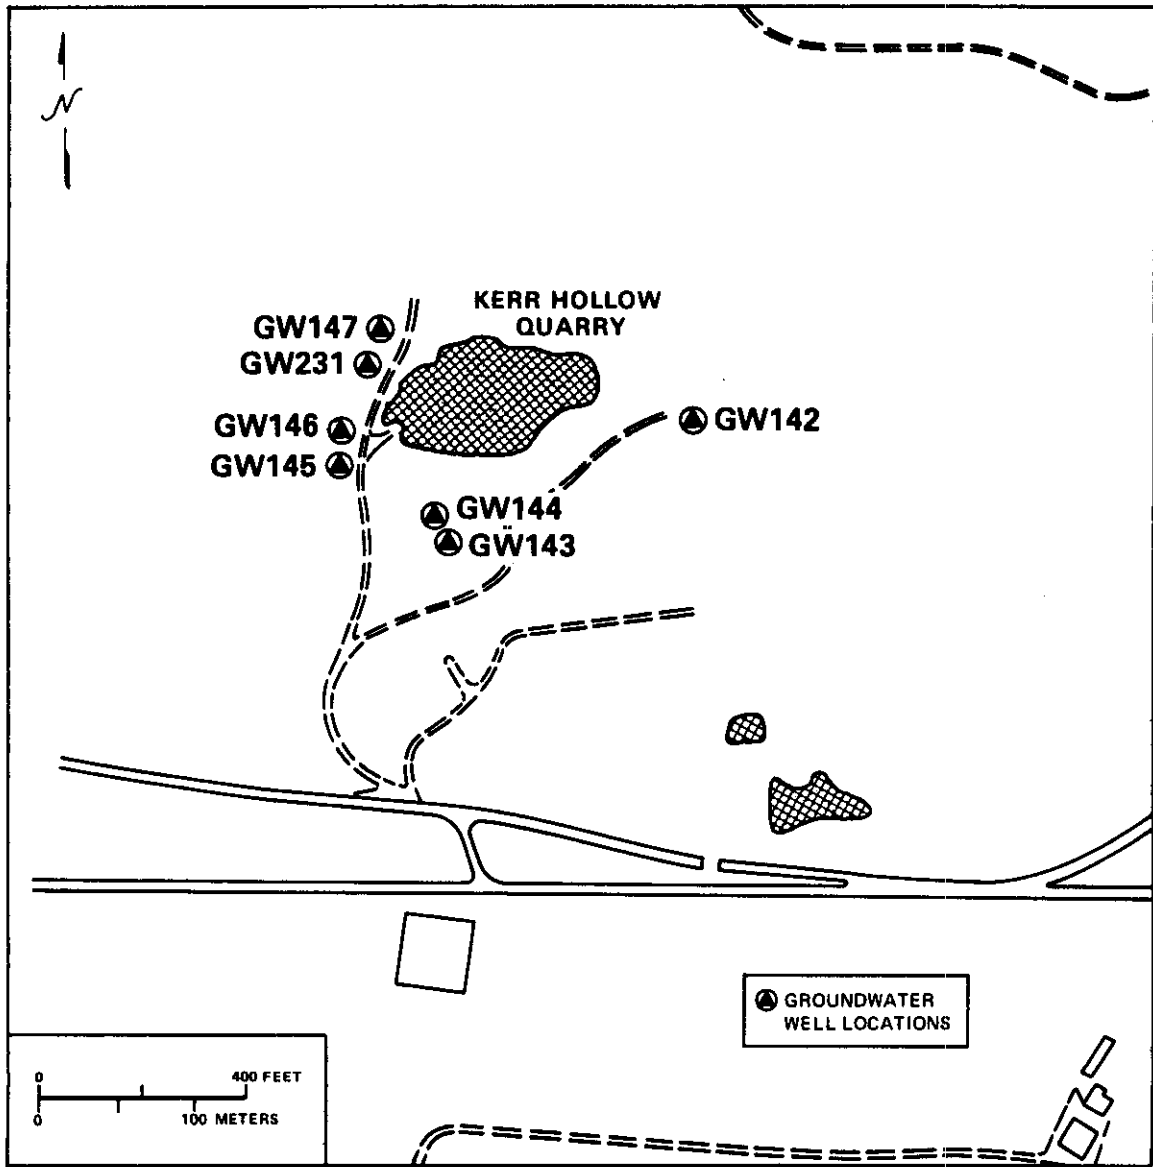 N
KERR HOLLOW
QUARRY
GW147
GW231
GW146
GW145
GW142
GW144
GW143
GROUNDWATER
WELL LOCATIONS
0
400 FEET
0
100 METERS